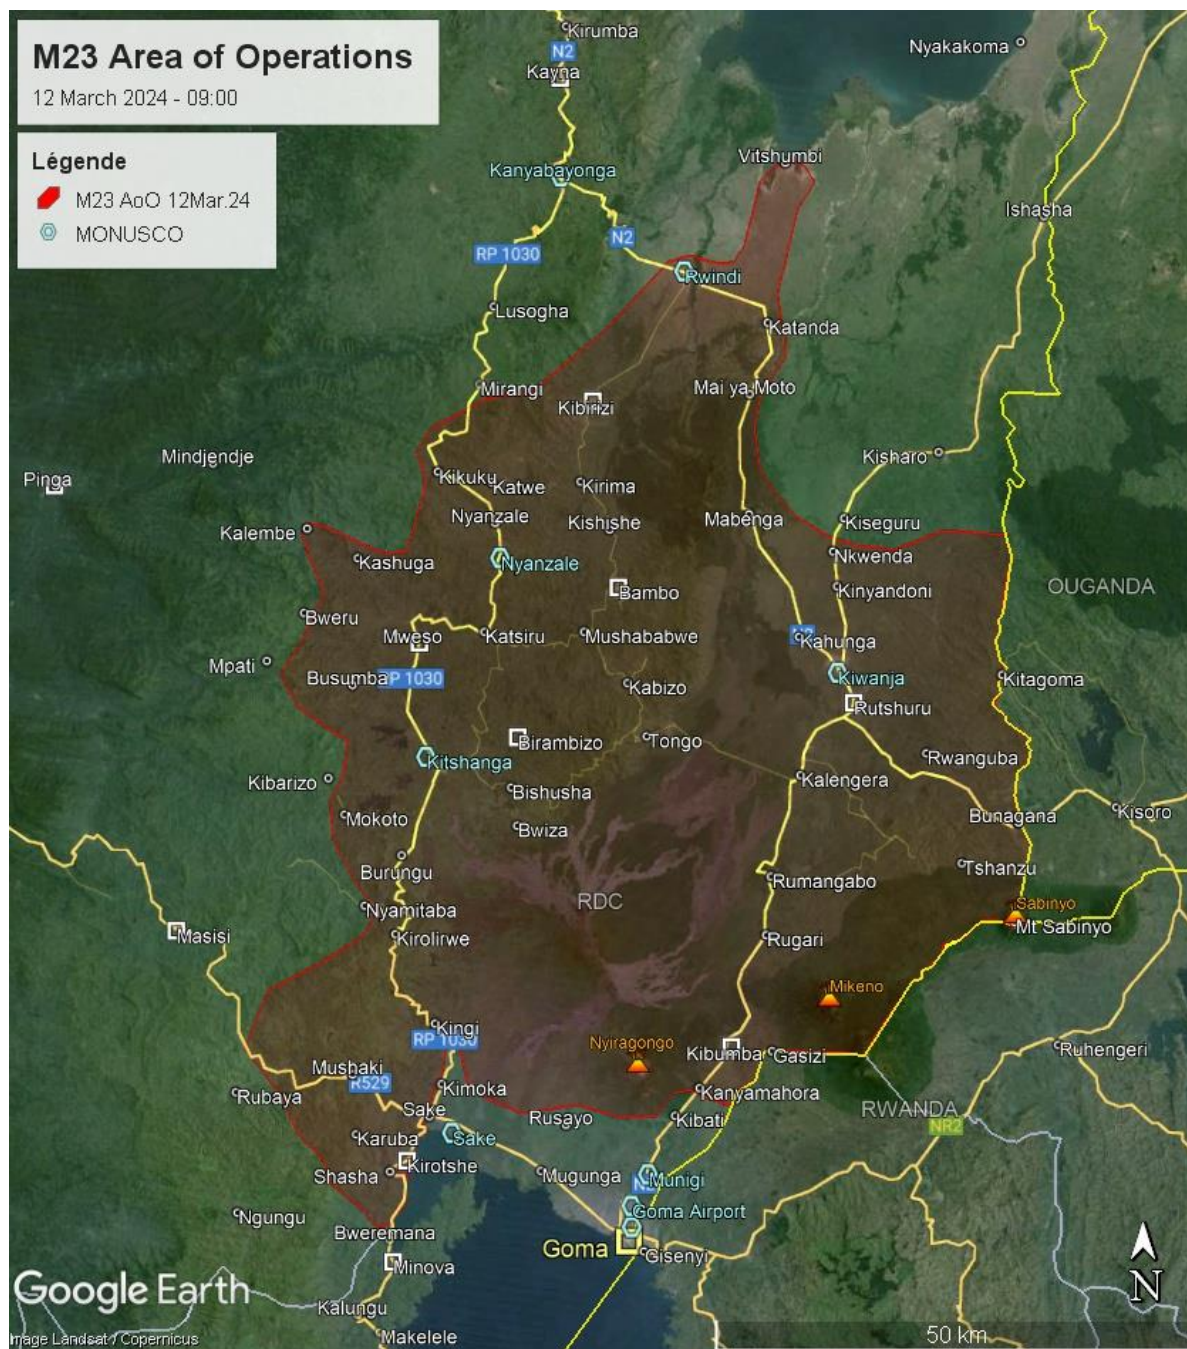 M23 Area of Operations
12 March 2024 - 09:00
Légende
M23 AoO 12Mar.24
MONUSCO
Kirumba
N2
Kayna
Nyakakoma
Vitshumbi
Kanyabayonga
Ishasha
N2
RP 1030
Rwindi
Lusogha
Katanda
Mirangi
Mai ya Moto
Kibirizi
Mindjendje
Kisharo
Pinga
Kikuku
Katwe
Kirima
Nyanzale
Kishishe
Mabenga
Kiseguru
Kalembe
Kashuga
Nyanzale
Nkwenda
Bambo
Kinyandoni
OUGANDA
Bweru
Mweso
Katsiru
Mushababwe
Kahunga
Mpati
Busumba
RP 1030
Kabizo
Kiwanja
Kitagoma
Rutshuru
Birambizo
Tongo
Kitshanga
Rwanguba
Kibarizo
Bishusha
Kalengera
Mokoto
Bwiza
Bunagana
Kisoro
Burungu
Tshanzu
Rumangabo
RDC
Nyamitaba
Sabinyo
Masisi
Kirolirwe
Rugari
Mt Sabinyo
Mikeno
Kingi
RP 1030
Nyiragongo
Kibumba
Gasizi
Ruhengeri
Mushaki
R529
Rubaya
Kimoka
Kanyamahora
Sake
Rusayo
Kibati
RWANDA
NR2
Karuba
Sake
Shasha
Kirotshe
Mugunga
Munigi
Ngungu
Goma Airport
Bweremana
Goma
Gisenyi
Minova
Google Earth
Kalungu
N
Image Landsat / Copernicus
Makelele
50 km